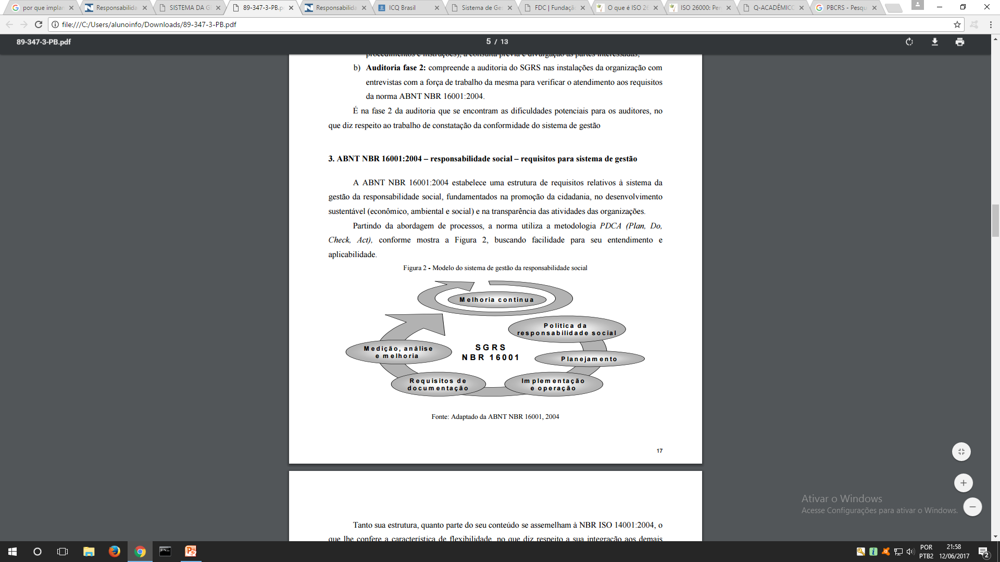 por que implan
Responsabilida
SISTEMA DA G
89-347-3-PB.p
Responsabilida
ICQ Brasil
Sistema de Ges
FDC | Fundaçã
O que é ISO 26
ISO 26000: Per
Q-ACADÊMICO
PBCRS - Pesqu
file:///C:/Users/alunoinfo/Downloads/89-347-3-PB.pdf
89-347-3-PB.pdf
5 / 13
procedimentos e instruções), a consulta prévia e divulgação às partes interessadas;
b) Auditoria fase 2: compreende a auditoria do SGRS nas instalações da organização com
entrevistas com a força de trabalho da mesma para verificar o atendimento aos requisitos
da norma ABNT NBR 16001:2004.
É na fase 2 da auditoria que se encontram as dificuldades potenciais para os auditores, no
que diz respeito ao trabalho de constatação da conformidade do sistema de gestão
3. ABNT NBR 16001:2004 – responsabilidade social – requisitos para sistema de gestão
A ABNT NBR 16001:2004 estabelece uma estrutura de requisitos relativos à sistema da
gestão da responsabilidade social, fundamentados na promoção da cidadania, no desenvolvimento
sustentável (econômico, ambiental e social) e na transparência das atividades das organizações.
Partindo da abordagem de processos, a norma utiliza a metodologia PDCA (Plan, Do,
Check, Act), conforme mostra a Figura 2, buscando facilidade para seu entendimento e
aplicabilidade.
Figura 2 - Modelo do sistema de gestão da responsabilidade social
Melhoria contínua
Política da
responsabilidade social
SGRS
NBR 16001
Medição, análise
e melhoria
Planejamento
Requisitos de
documentação
Implementação
e operação
Fonte: Adaptado da ABNT NBR 16001, 2004
17
Tanto sua estrutura, quanto parte do seu conteúdo se assemelham à NBR ISO 14001:2004, o
que lhe confere a característica de flexibilidade, no que diz respeito a sua integração aos demais
Ativar o Windows
Acesse Configurações para ativar o Windows.
POR
PTB2
21:58
12/06/2017
2